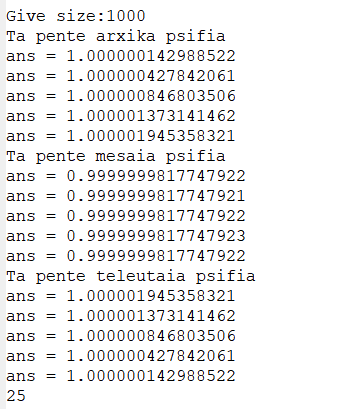 Give size:1000
Ta pente arxika psifia
ans = 1.000000142988522
ans = 1.000000427842061
ans = 1.000000846803506
ans = 1.000001373141462
ans = 1.000001945358321
Ta pente mesaia psifia
ans = 0.9999999817747922
ans = 0.9999999817747921
ans = 0.9999999817747922
ans = 0.9999999817747923
ans = 0.9999999817747922
Ta pente teleutaia psifia
ans = 1.000001945358321
ans = 1.000001373141462
ans = 1.000000846803506
ans = 1.000000427842061
ans = 1.000000142988522
25